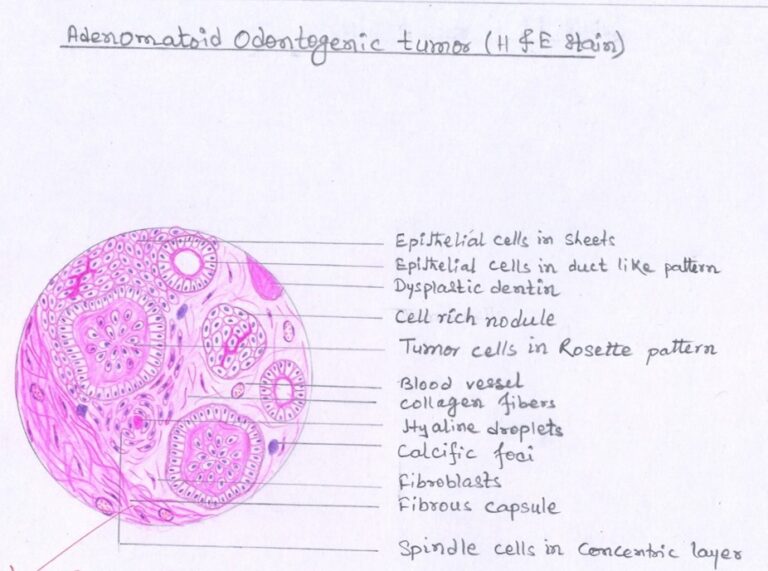 Adenomatoid Odontogenic tumor (H & E stain)
Epithelial cells in sheets
Epithelial cells in duct like pattern
Dysplastic dentin
Cell rich nodule
Tumor cells in Rosette pattern
Blood vessel
Collagen fibers
Hyaline droplets
Calcific foai
Fibroblasts
Fibrous capsule
Spindle cells in Concentric layer